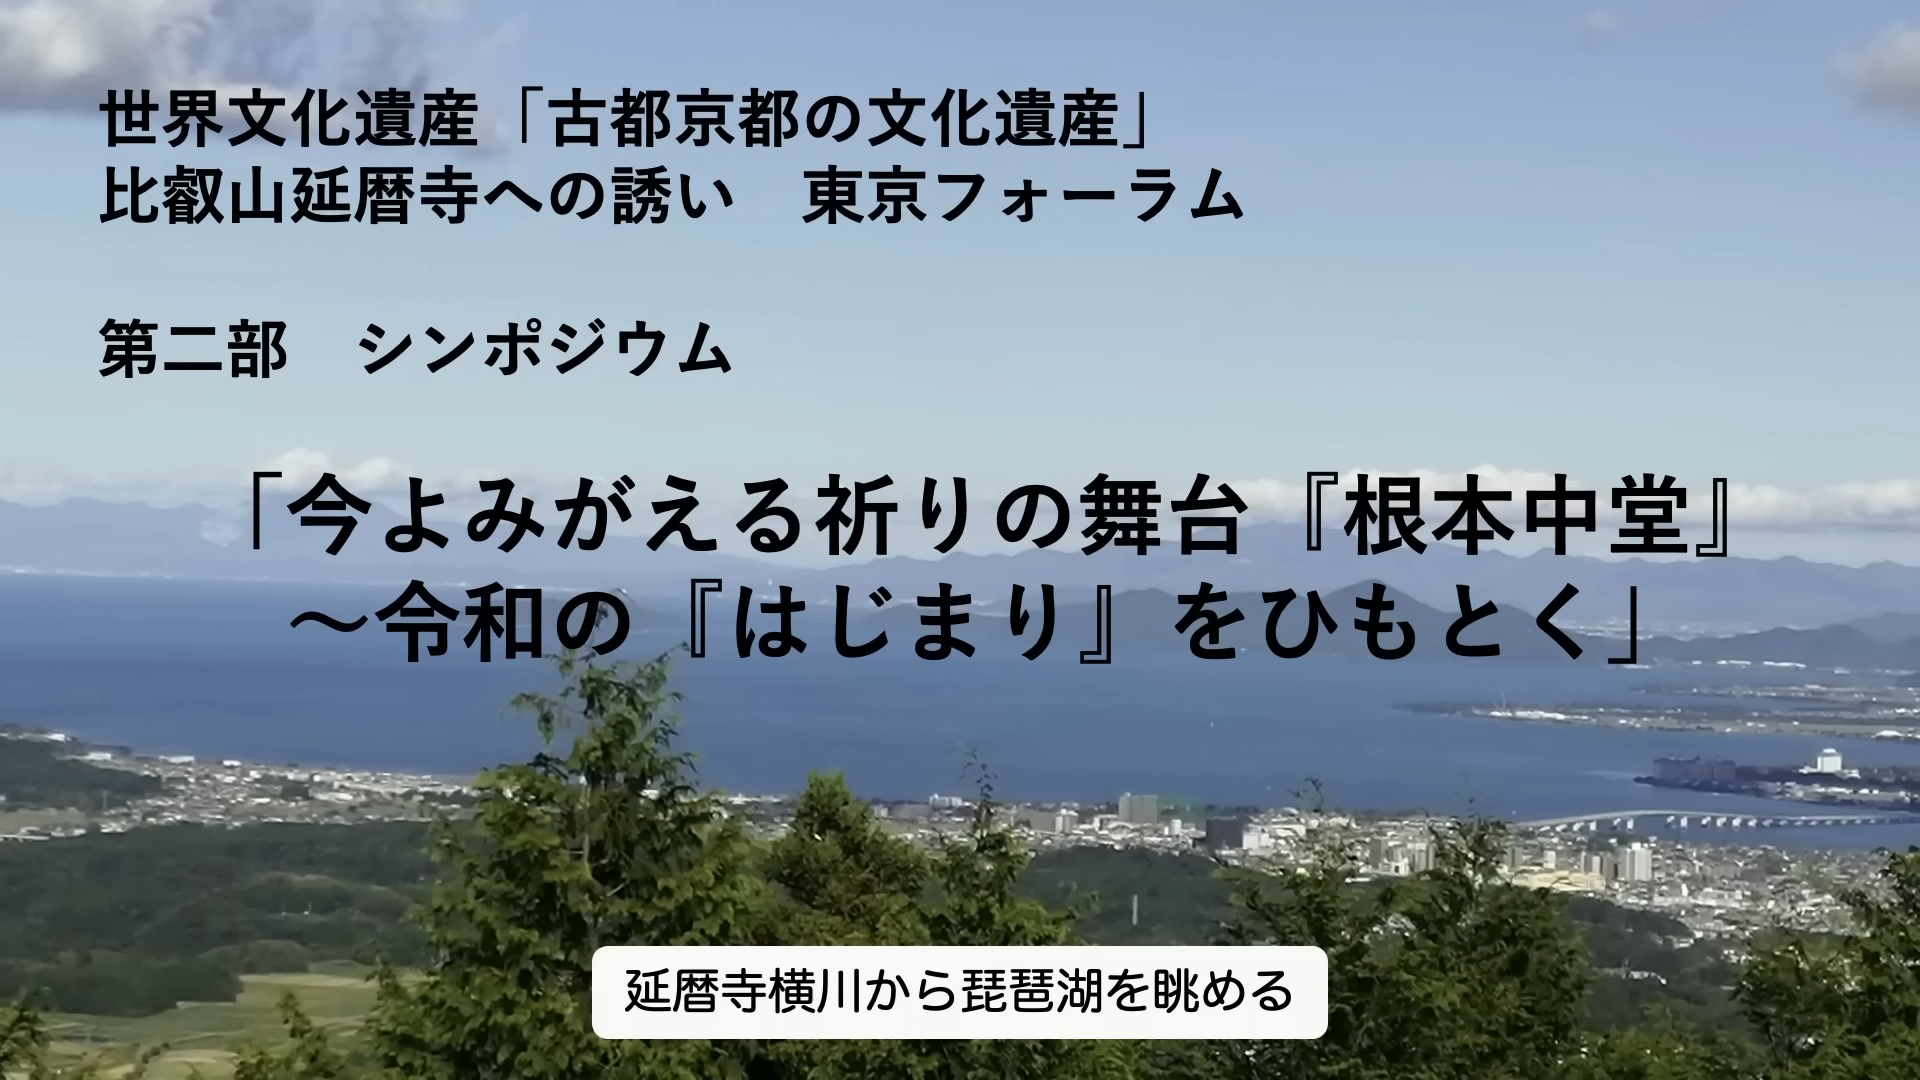 世界文化遺産「古都京都の文化遺産」
比叡山延暦寺への誘い　東京フォーラム
第二部　シンポジウム
「今よみがえる祈りの舞台『根本中堂』
～令和の『はじまり』をひもとく」
延暦寺横川から琵琶湖を眺める